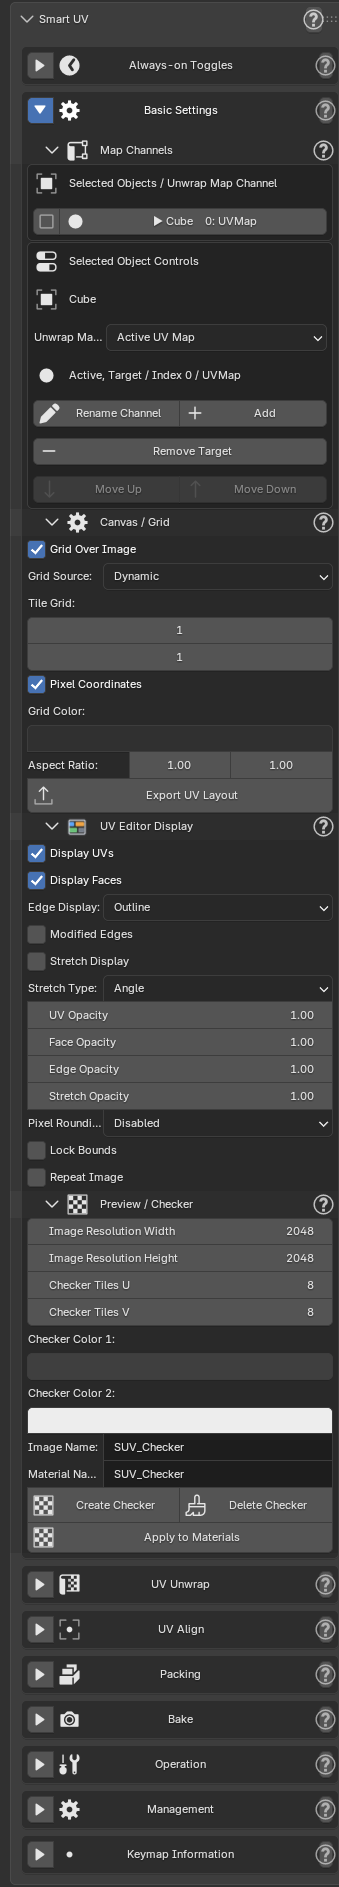 Smart UV
Always-on Toggles
Basic Settings
Map Channels
Selected Objects / Unwrap Map Channel
Cube 0: UVMap
Selected Object Controls
Cube
Unwrap Ma... Active UV Map
Active, Target / Index 0 / UVMap
Rename Channel Add
Remove Target
Move Up Move Down
Canvas / Grid
Grid Over Image
Grid Source: Dynamic
Tile Grid:
1
1
Pixel Coordinates
Grid Color:
Aspect Ratio: 1.00 1.00
Export UV Layout
UV Editor Display
Display UVs
Display Faces
Edge Display: Outline
Modified Edges
Stretch Display
Stretch Type: Angle
UV Opacity 1.00
Face Opacity 1.00
Edge Opacity 1.00
Stretch Opacity 1.00
Pixel Roundi... Disabled
Lock Bounds
Repeat Image
Preview / Checker
Image Resolution Width 2048
Image Resolution Height 2048
Checker Tiles U 8
Checker Tiles V 8
Checker Color 1:
Checker Color 2:
Image Name: SUV_Checker
Material Na... SUV_Checker
Create Checker Delete Checker
Apply to Materials
UV Unwrap
UV Align
Packing
Bake
Operation
Management
Keymap Information